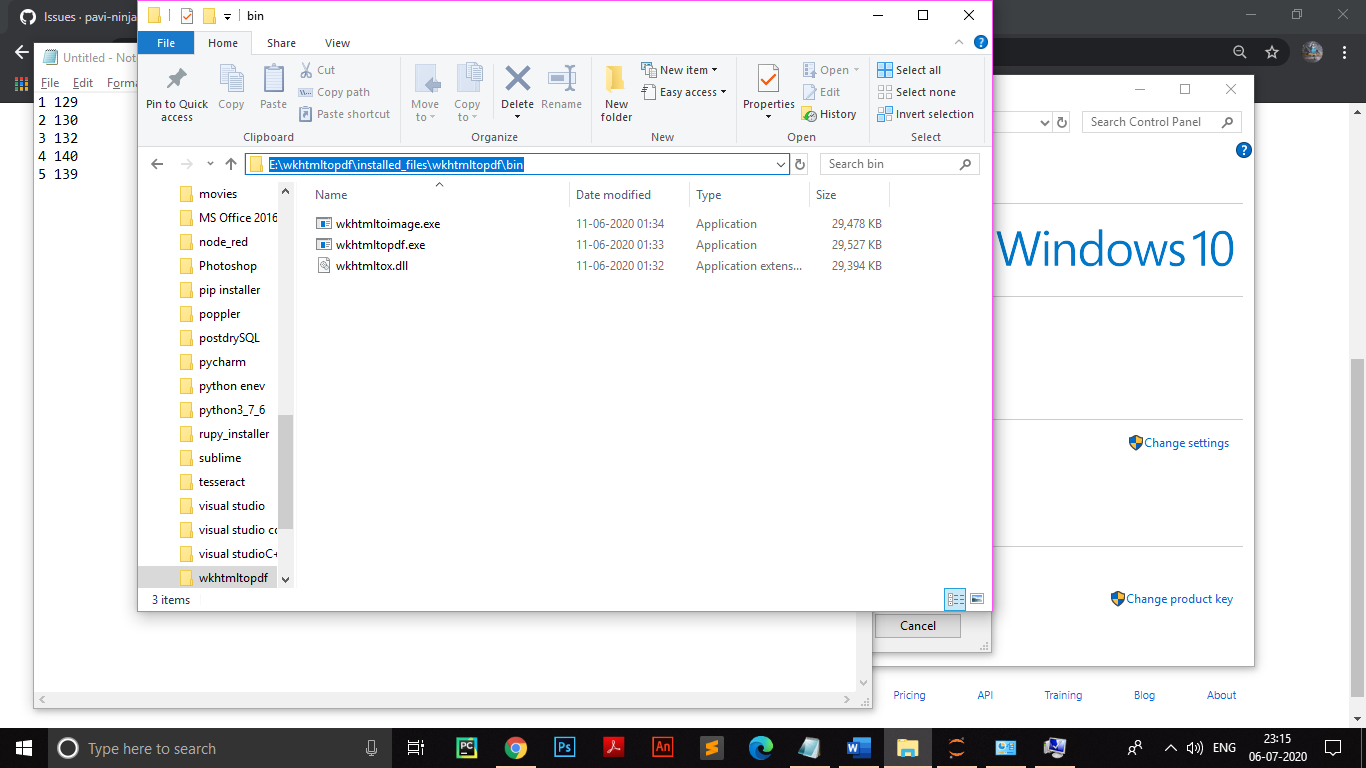 Issues · pavi-ninja
bin
Untitled - Not
File Home Share View
File Edit Forma
Pin to Quick access
Copy
Paste
Cut
Copy path
Paste shortcut
Clipboard
Move to
Copy to
Delete
Rename
Organize
New folder
New item
Easy access
New
Properties
Open
Edit
History
Open
Select all
Select none
Invert selection
Select
1 129
2 130
3 132
4 140
5 139
Search Control Panel
E:\wkhtmltopdf\installed_files\wkhtmltopdf\bin
Search bin
movies
MS Office 2016
node_red
Photoshop
pip installer
poppler
postdrySQL
pycharm
python enev
python3_7_6
rupy_installer
sublime
tesseract
visual studio
visual studio co
visual studioC+
wkhtmltopdf
Name Date modified Type Size
wkhtmltoimage.exe 11-06-2020 01:34 Application 29,478 KB
wkhtmltopdf.exe 11-06-2020 01:33 Application 29,527 KB
wkhtmltox.dll 11-06-2020 01:32 Application extens... 29,394 KB
Windows 10
Change settings
Change product key
3 items
Cancel
Pricing API Training Blog About
Type here to search
PC
Ps
An
W
ENG
23:15
06-07-2020